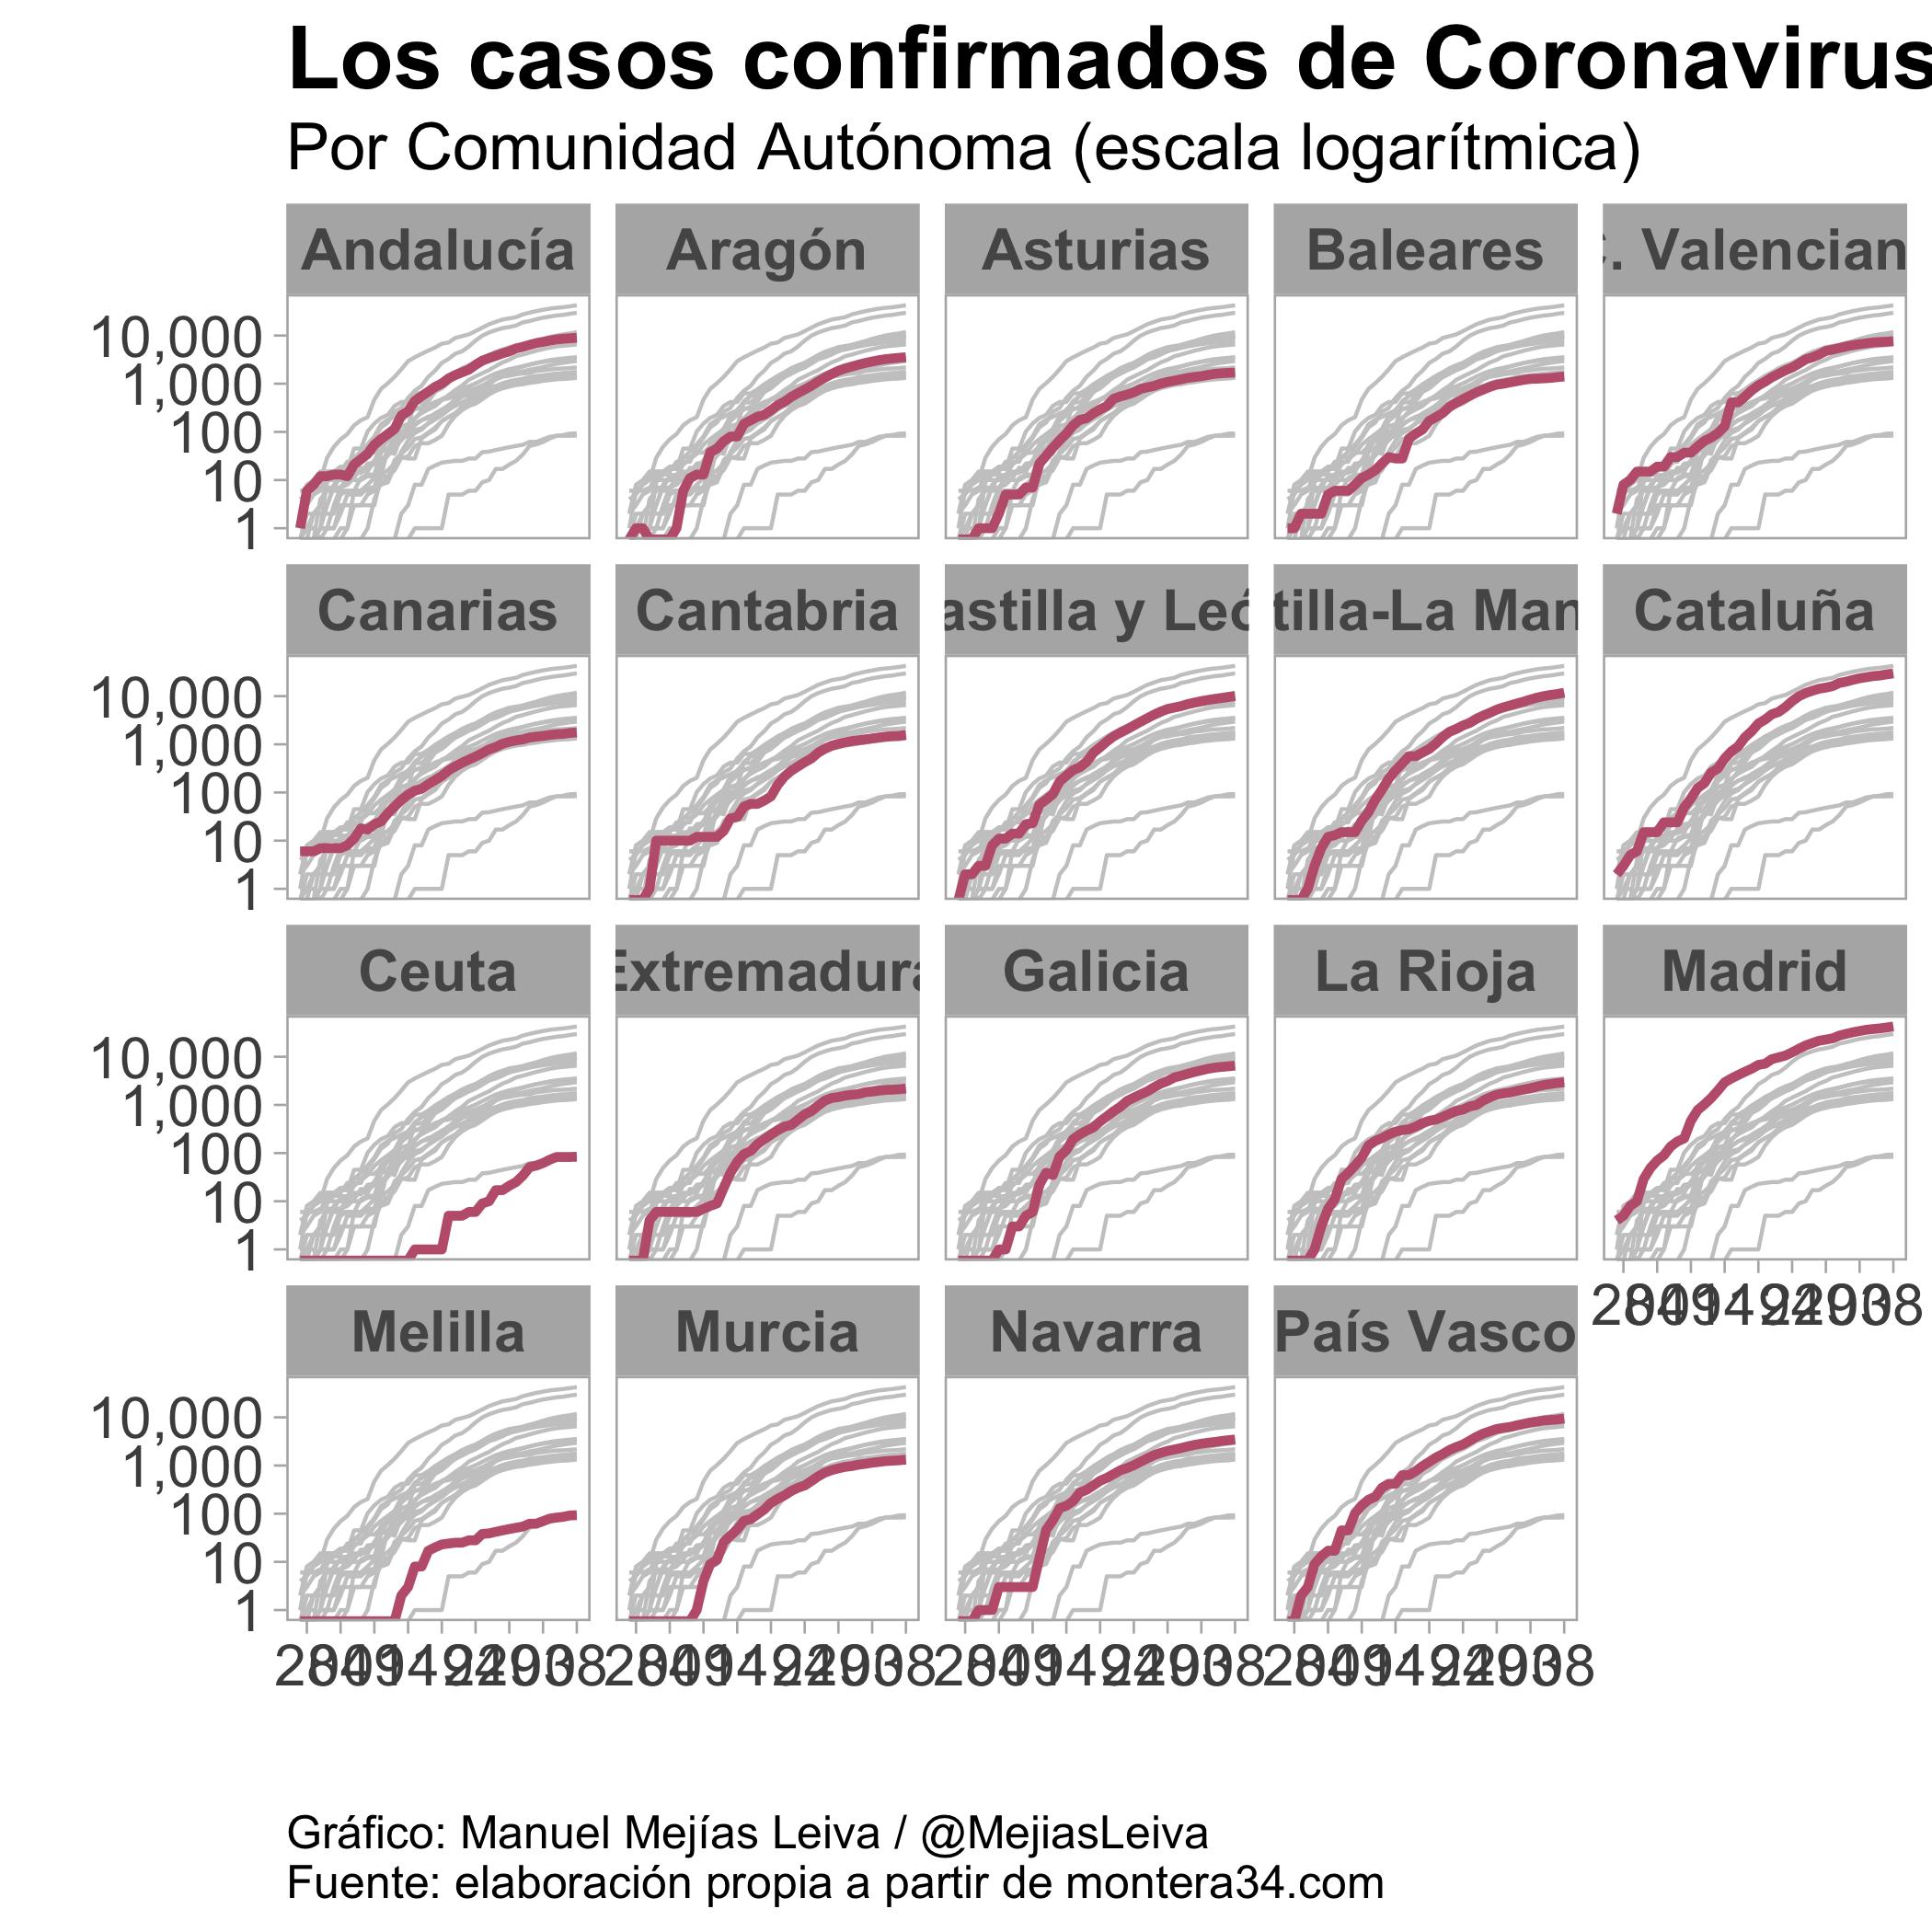 Los casos confirmados de Coronavirus
Por Comunidad Autónoma (escala logarítmica)
Andalucía Aragón Asturias Baleares . Valencian
10,000
1,000
100
10
1
Canarias Cantabria astilla y Leó tilla-La Man Cataluña
10,000
1,000
100
10
1
Ceuta Extremadura Galicia La Rioja Madrid
10,000
1,000
100
10
1
Melilla Murcia Navarra País Vasco
10,000
1,000
100
10
1
Gráfico: Manuel Mejías Leiva / @MejiasLeiva
Fuente: elaboración propia a partir de montera34.com